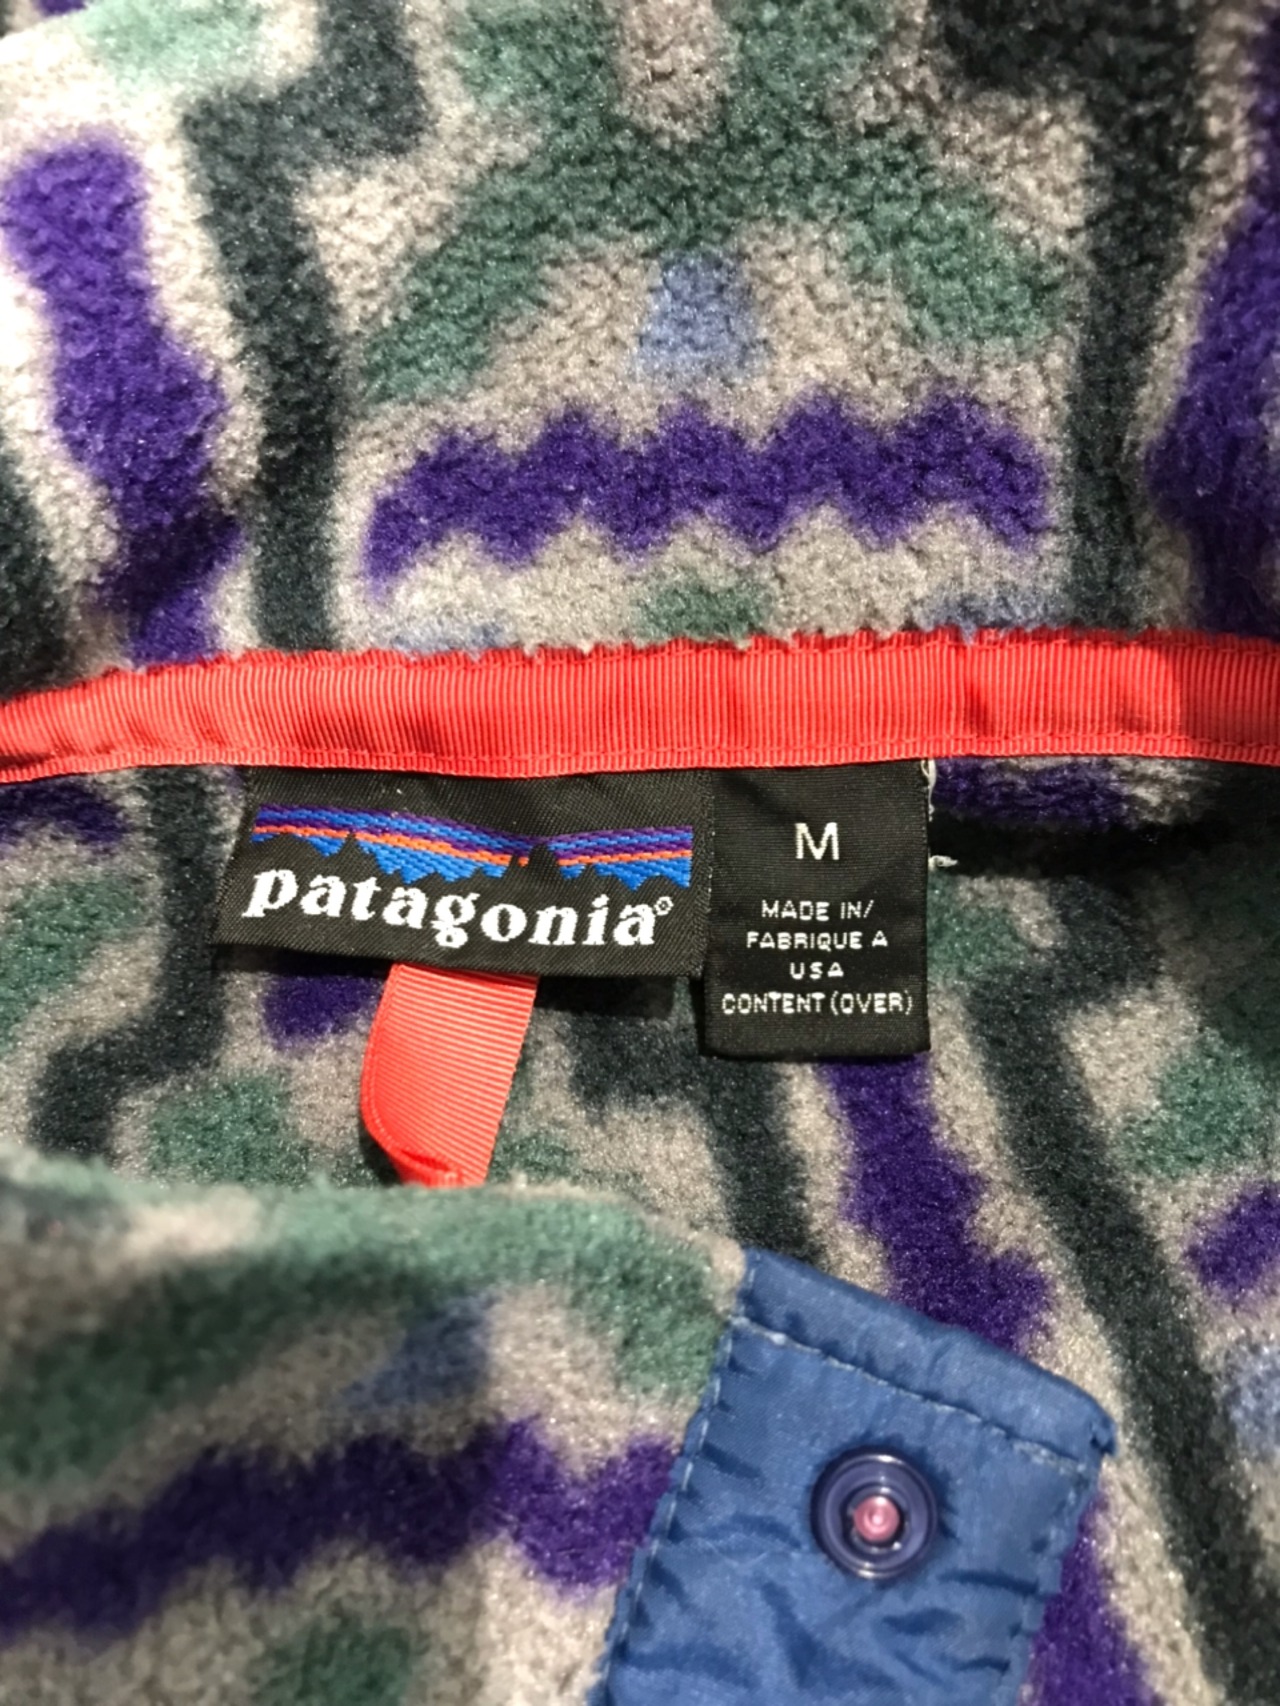 patagonia®
M
MADE IN/
FABRIQUE A
USA
CONTENT (OVER)